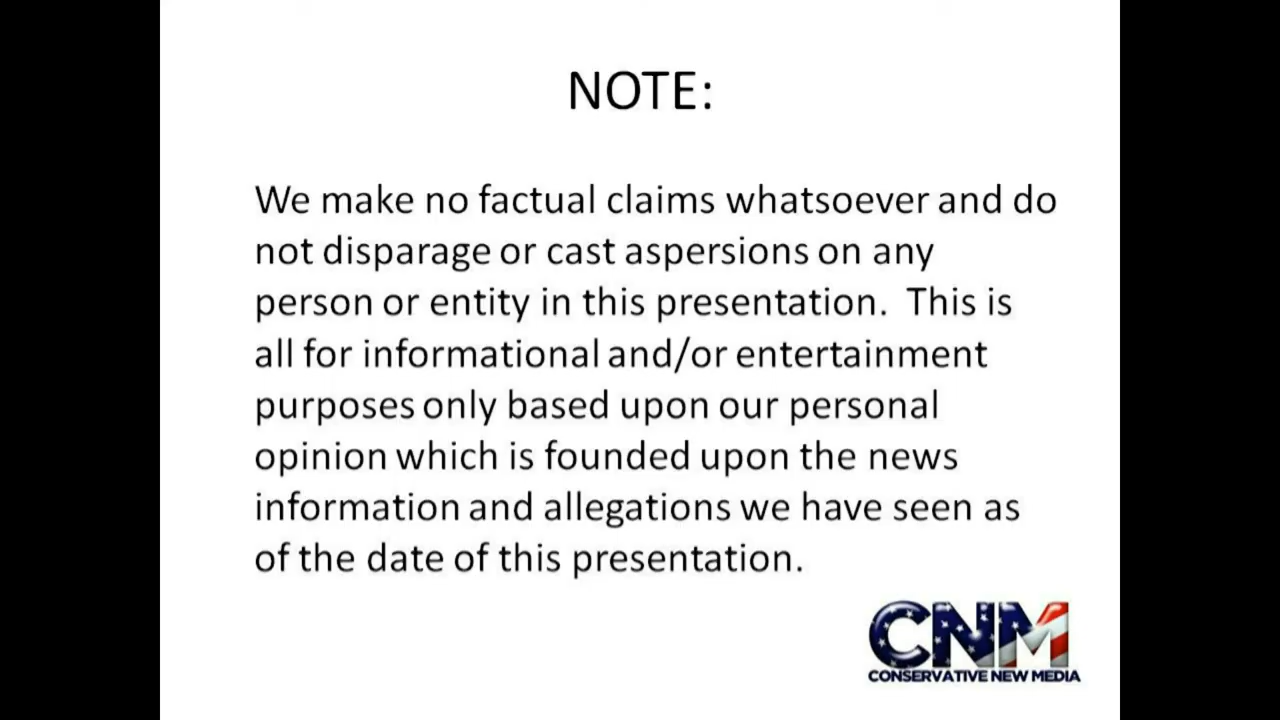 NOTE:
We make no factual claims whatsoever and do
not disparage or cast aspersions on any
person or entity in this presentation.  This is
all for informational and/or entertainment
purposes only based upon our personal
opinion which is founded upon the news
information and allegations we have seen as
of the date of this presentation.
CNM
CONSERVATIVE NEW MEDIA